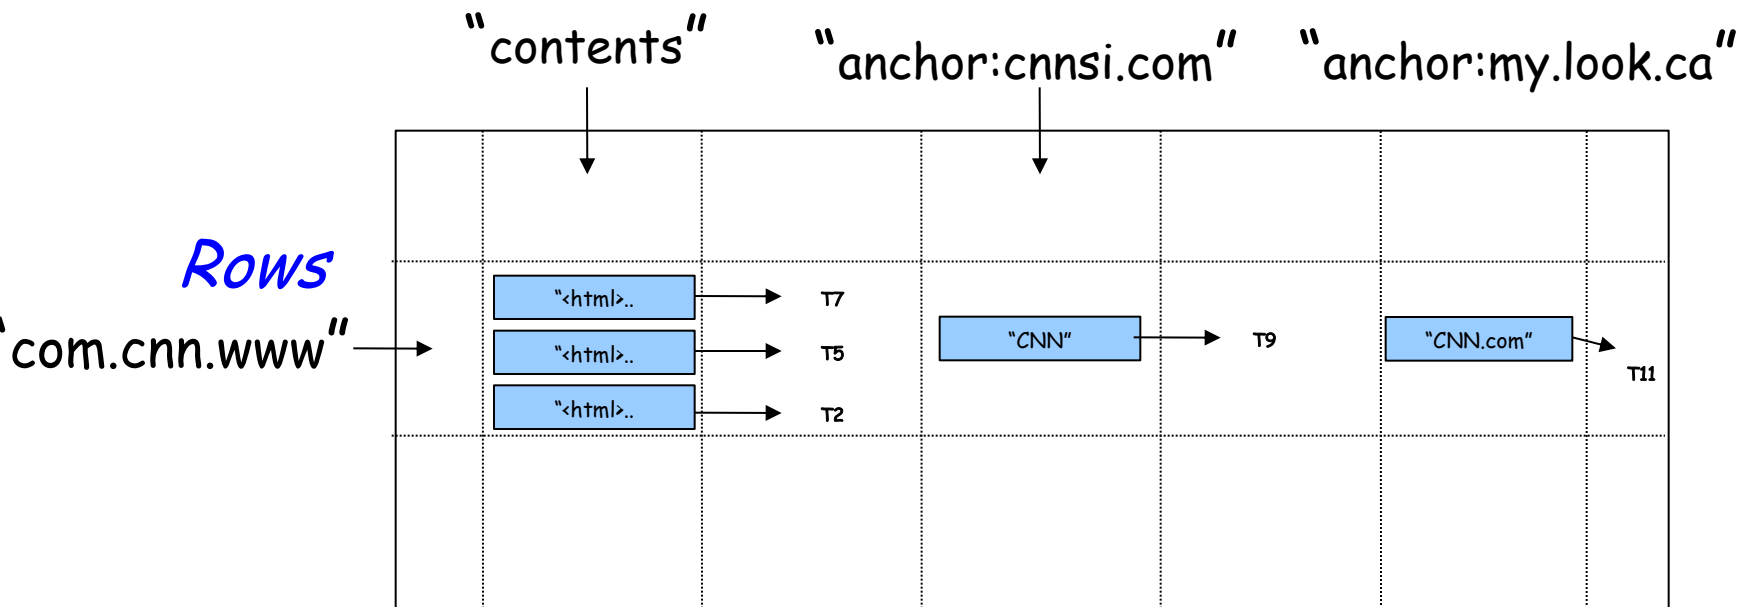 “contents”
“anchor:cnnsi.com”
“anchor:my.look.ca”
Rows
“com.cnn.www”
“<html>..
T7
“<html>..
T5
“<html>..
T2
“CNN”
T9
“CNN.com”
T11